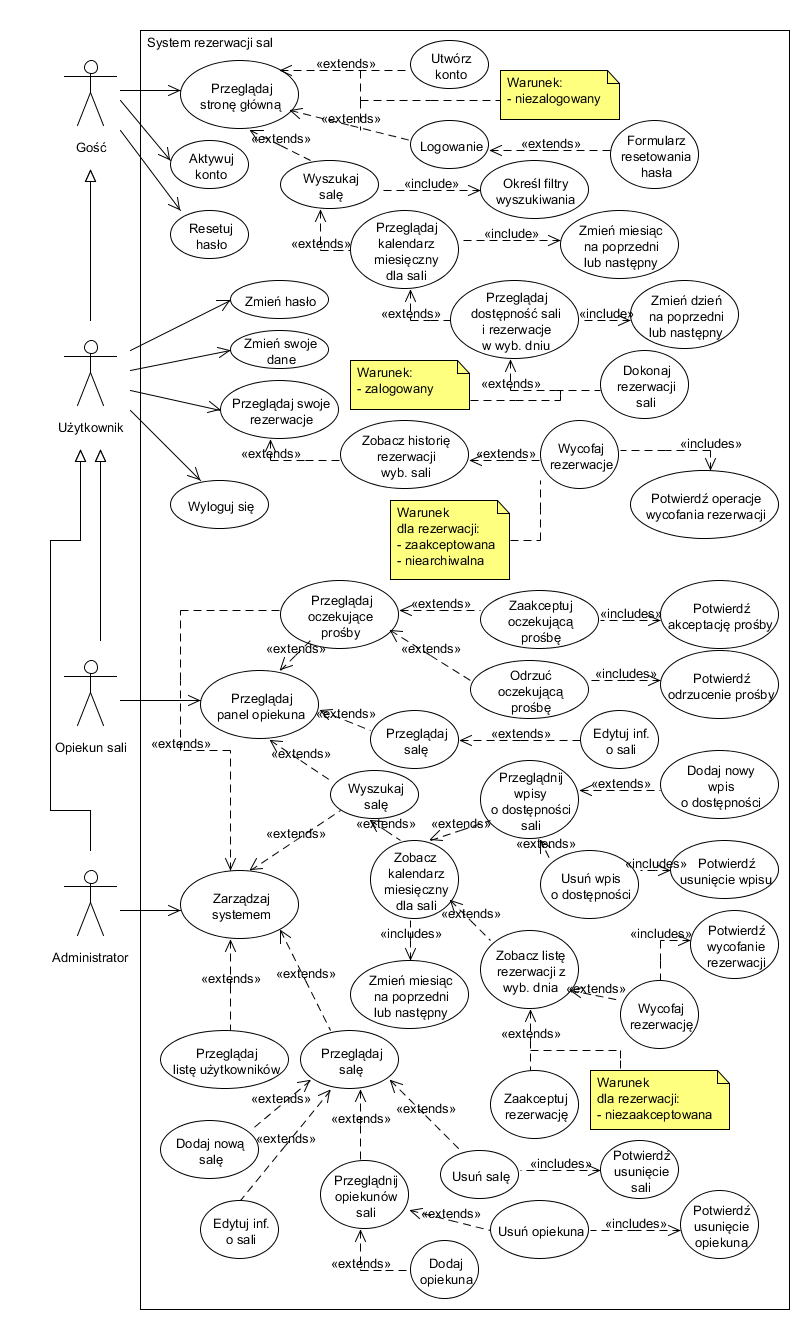 System rezerwacji sal
«extends»
Utwórz
konto
Przeglądaj
stronę główną
Warunek:
- niezalogowany
Gość
«extends»
«extends»
Logowanie
«extends»
Formularz
resetowania
hasła
Aktywuj
konto
Wyszukaj
salę
«include»
Określ filtry
wyszukiwania
Resetuj
hasło
«extends»
Przeglądaj
kalendarz
miesięczny
dla sali
«include»
Zmień miesiąc
na poprzedni
lub następny
Zmień hasło
«extends»
Przeglądaj
dostępność sali
i rezerwacje
w wyb. dniu
«include»
Zmień dzień
na poprzedni
lub następny
Zmień swoje
dane
Warunek:
- zalogowany
«extends»
Dokonaj
rezerwacji
sali
Użytkownik
Przeglądaj swoje
rezerwacje
«extends»
Zobacz historię
rezerwacji
wyb. sali
«extends»
Wycofaj
rezerwacje
«includes»
Wyloguj się
Potwierdź operacje
wycofania rezerwacji
Warunek
dla rezerwacji:
- zaakceptowana
- niearchiwalna
Przeglądaj
oczekujące
prośby
«extends»
Zaakceptuj
oczekującą
prośbę
«includes»
Potwierdź
akceptację prośby
«extends»
«extends»
Odrzuć
oczekującą
prośbę
«includes»
Potwierdź
odrzucenie prośby
Przeglądaj
panel opiekuna
Opiekun sali
«extends»
«extends»
Przeglądaj
salę
«extends»
Edytuj inf.
o sali
Wyszukaj
salę
Przeglądnij
wpisy
o dostępności
sali
«extends»
Dodaj nowy
wpis
o dostępności
«extends»
«extends»
«extends»
«extends»
Zobacz
kalendarz
miesięczny
dla sali
Usuń wpis
o dostępności
«includes»
Potwierdź
usunięcie wpisu
Zarządzaj
systemem
Administrator
«extends»
«includes»
Zobacz listę
rezerwacji z
wyb. dnia
«includes»
Potwierdź
wycofanie
rezerwacji
«extends»
«extends»
Zmień miesiąc
na poprzedni
lub następny
«extends»
Wycofaj
rezerwację
«extends»
Przeglądaj
listę użytkowników
Przeglądaj
salę
Zaakceptuj
rezerwację
Warunek
dla rezerwacji:
- niezaakceptowana
«extends»
«extends»
«extends»
«extends»
Dodaj nową
salę
Przeglądnij
opiekunów
sali
Usuń salę
«includes»
Potwierdź
usunięcie
sali
Edytuj inf.
o sali
«extends»
Usuń opiekuna
«includes»
Potwierdź
usunięcie
opiekuna
«extends»
Dodaj
opiekuna